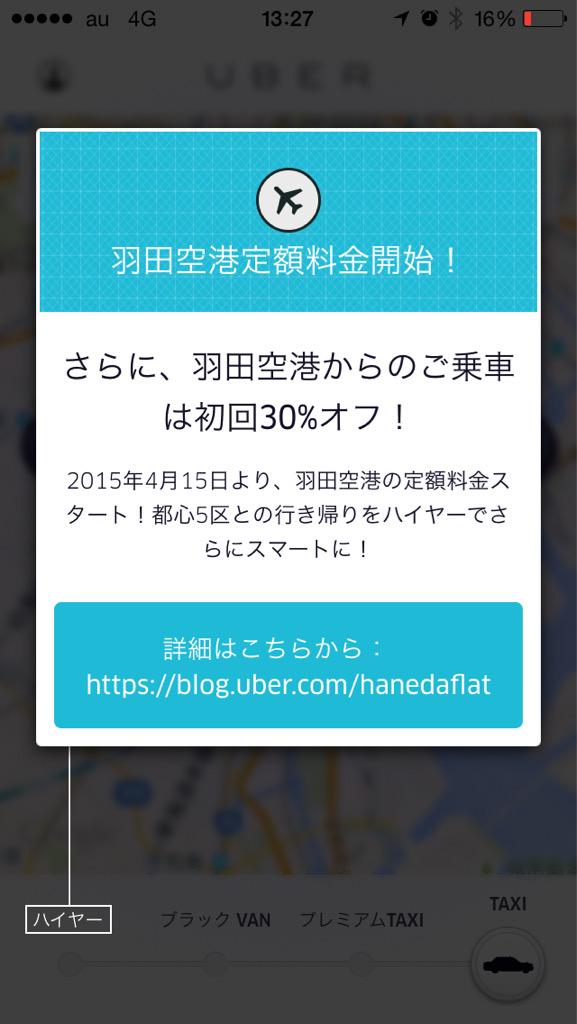 au 4G 13:27 16%
UBER
羽田空港定額料金開始！
さらに、羽田空港からのご乗車
は初回30%オフ！
2015年4月15日より、羽田空港の定額料金ス
タート！都心5区との行き帰りをハイヤーでさ
らにスマートに！
詳細はこちらから：
https://blog.uber.com/hanedaflat
ハイヤー ブラック VAN プレミアムTAXI TAXI